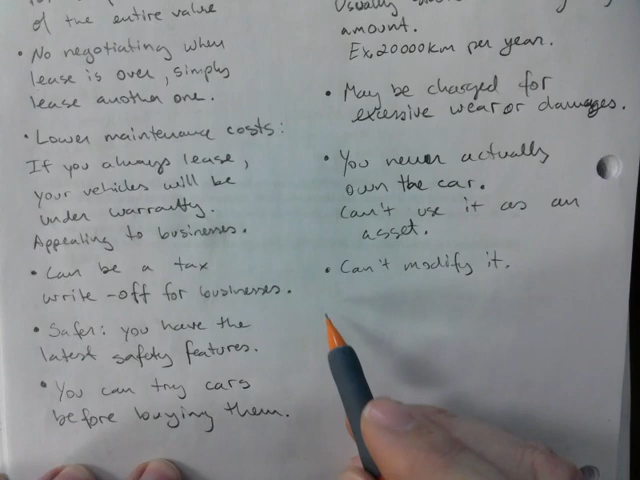 of the entire value
• No negotiating when
lease is over, simply
lease another one.
• Lower maintenance costs:
If you always lease,
your vehicles will be
under warratty.
Appealing to businesses.
• Can be a tax
write-off for businesses.
• Safer: you have the
latest safety features.
• You can try cars
before buying them.
Usually
amount.
Ex. 20000km per year.
• May be charged for
excessive wear or damages.
• You never actually
own the car.
Can't use it as an
asset.
• Can't modify it.